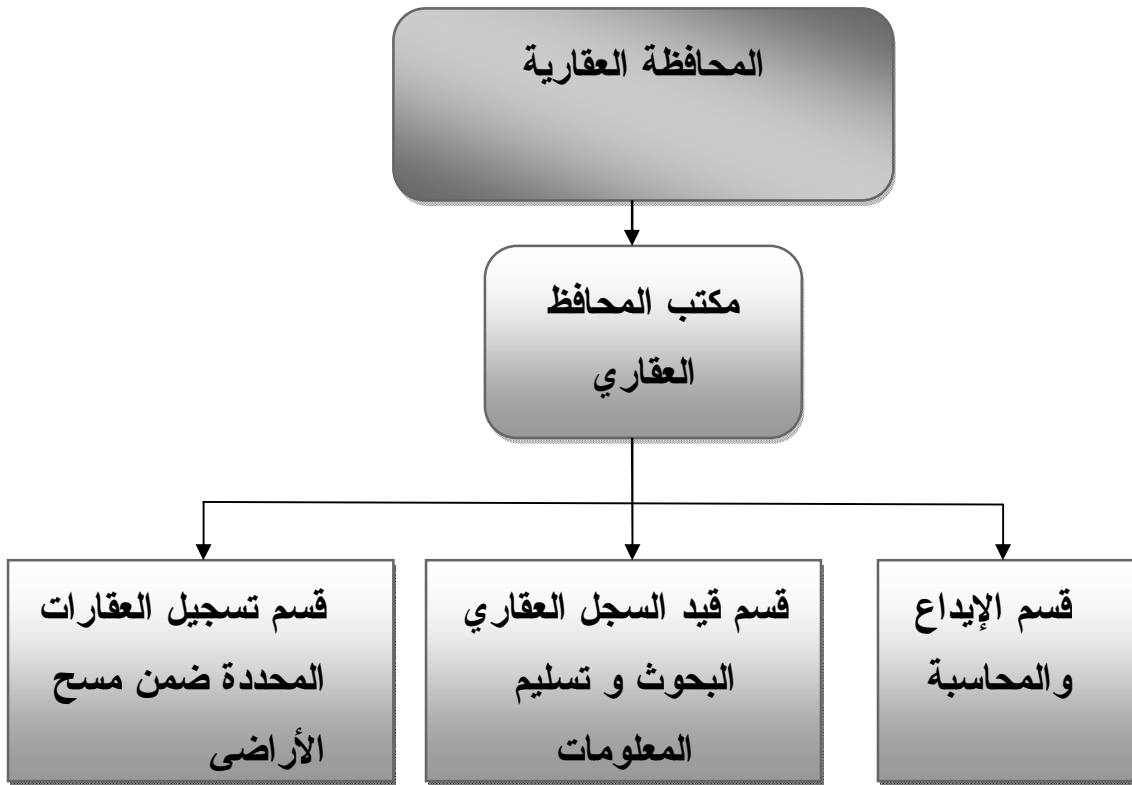 المحافظة العقارية
مكتب المحافظ
العقاري
قسم الإيداع
والمحاسبة
قسم قيد السجل العقاري
البحوث و تسليم
المعلومات
قسم تسجيل العقارات
المحددة ضمن مسح
الأراضى